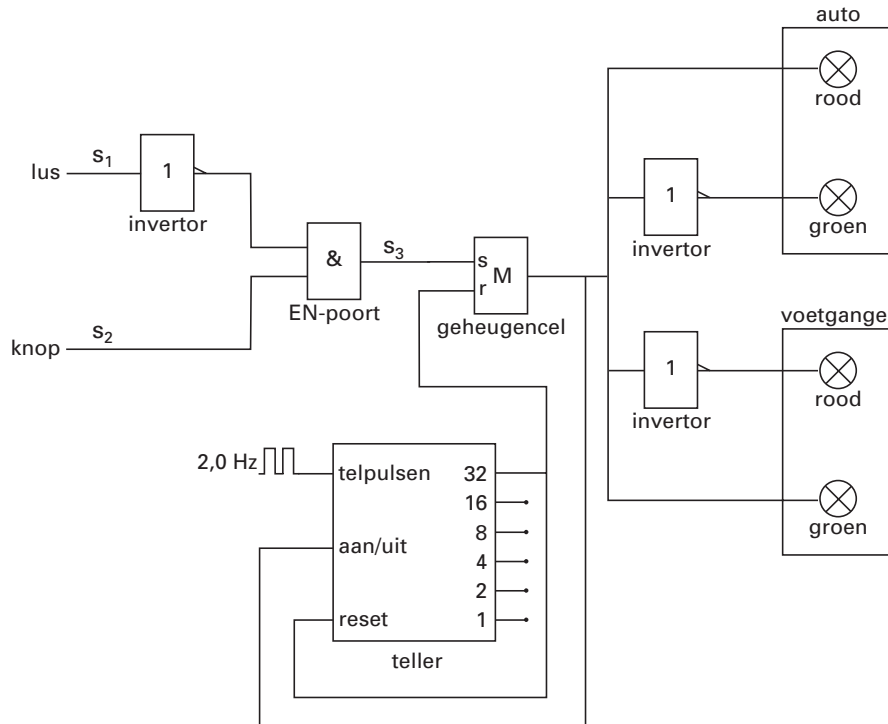 auto
rood
lus
s1
1
invertor
1
invertor
groen
&
EN-poort
s3
s
r
M
geheugencel
knop
s2
voetgange
1
invertor
rood
2,0 Hz
telpulsen
32
16
8
4
2
1
aan/uit
reset
teller
groen